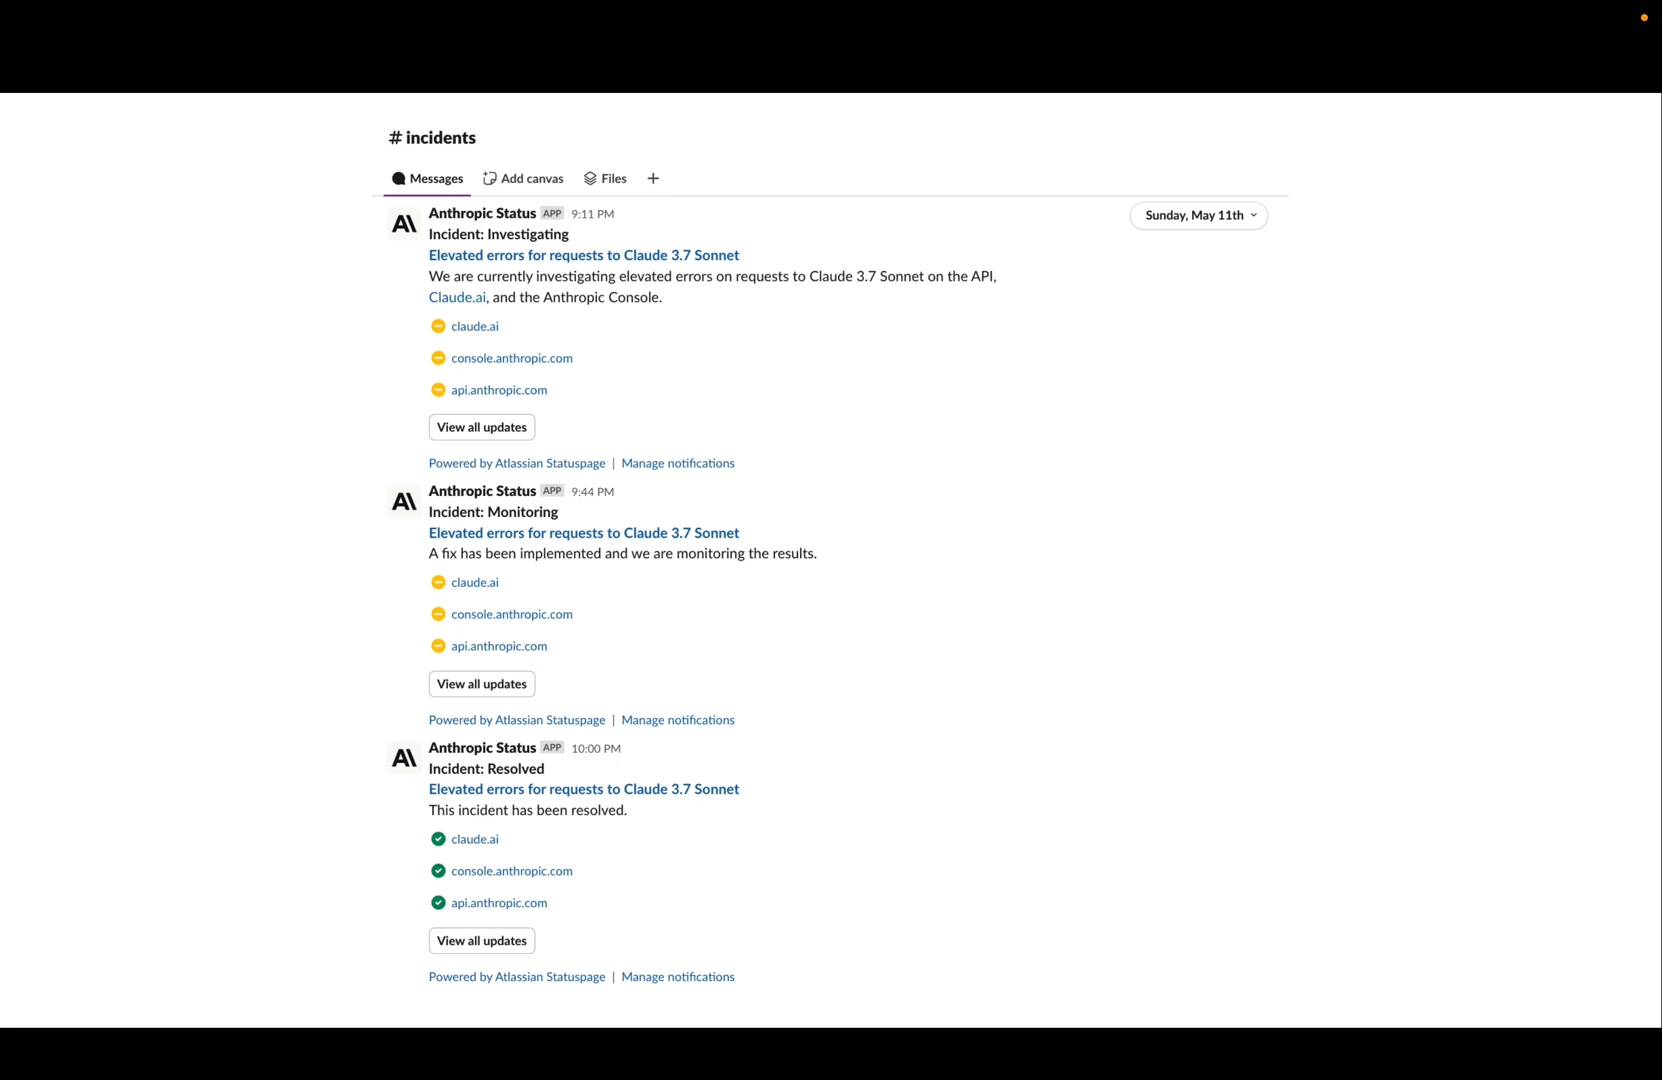 # incidents
Messages Add canvas Files +
Anthropic Status APP 9:11 PM
Sunday, May 11th
Incident: Investigating
Elevated errors for requests to Claude 3.7 Sonnet
We are currently investigating elevated errors on requests to Claude 3.7 Sonnet on the API,
Claude.ai, and the Anthropic Console.
claude.ai
console.anthropic.com
api.anthropic.com
View all updates
Powered by Atlassian Statuspage | Manage notifications
Anthropic Status APP 9:44 PM
Incident: Monitoring
Elevated errors for requests to Claude 3.7 Sonnet
A fix has been implemented and we are monitoring the results.
claude.ai
console.anthropic.com
api.anthropic.com
View all updates
Powered by Atlassian Statuspage | Manage notifications
Anthropic Status APP 10:00 PM
Incident: Resolved
Elevated errors for requests to Claude 3.7 Sonnet
This incident has been resolved.
claude.ai
console.anthropic.com
api.anthropic.com
View all updates
Powered by Atlassian Statuspage | Manage notifications